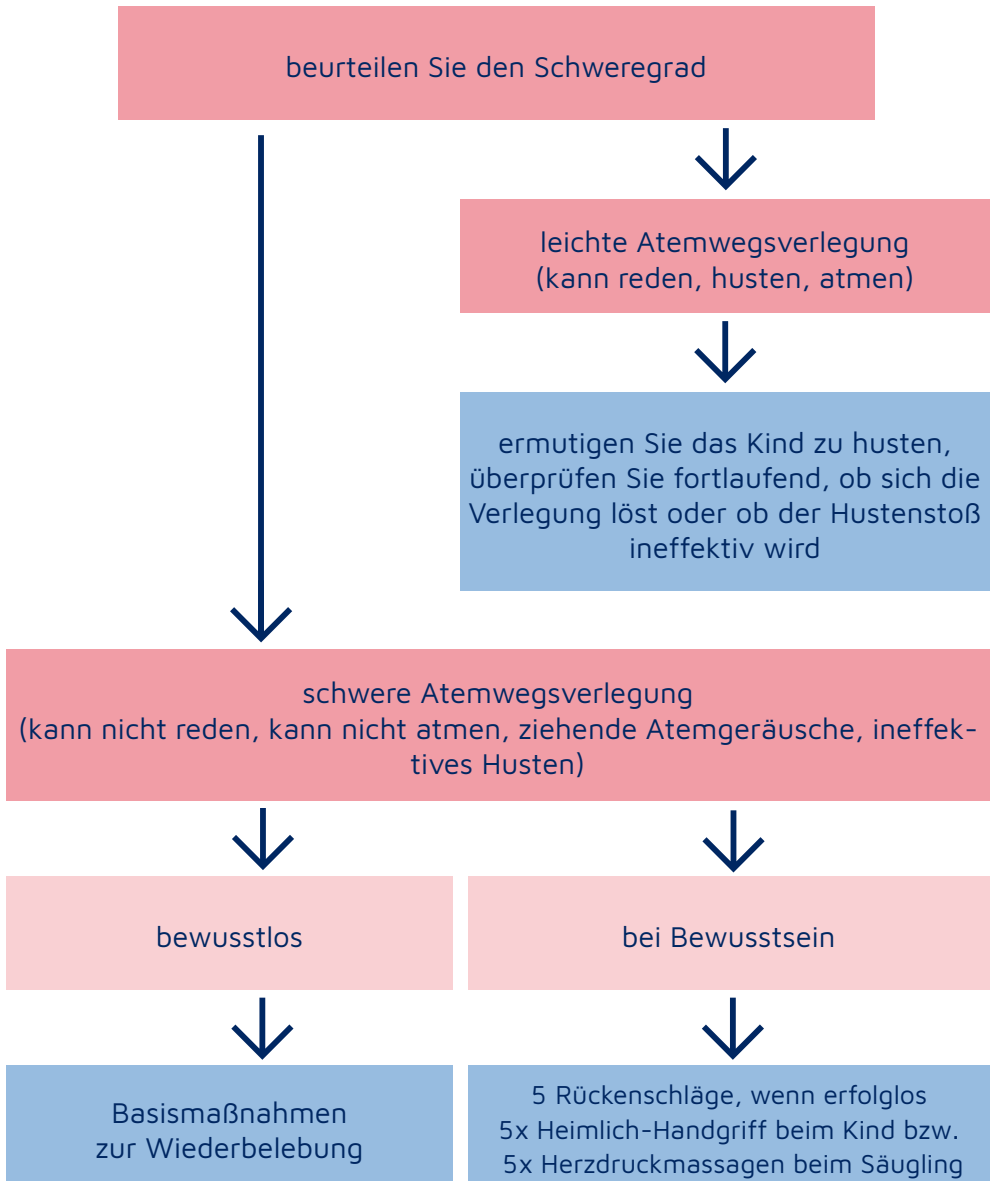 beurteilen Sie den Schweregrad
leichte Atemwegsverlegung
(kann reden, husten, atmen)
ermutigen Sie das Kind zu husten,
überprüfen Sie fortlaufend, ob sich die
Verlegung löst oder ob der Hustenstoß
ineffektiv wird
schwere Atemwegsverlegung
(kann nicht reden, kann nicht atmen, ziehende Atemgeräusche, ineffek-
tives Husten)
bewusstlos
bei Bewusstsein
Basismaßnahmen
zur Wiederbelebung
5 Rückenschläge, wenn erfolglos
5x Heimlich-Handgriff beim Kind bzw.
5x Herzdruckmassagen beim Säugling